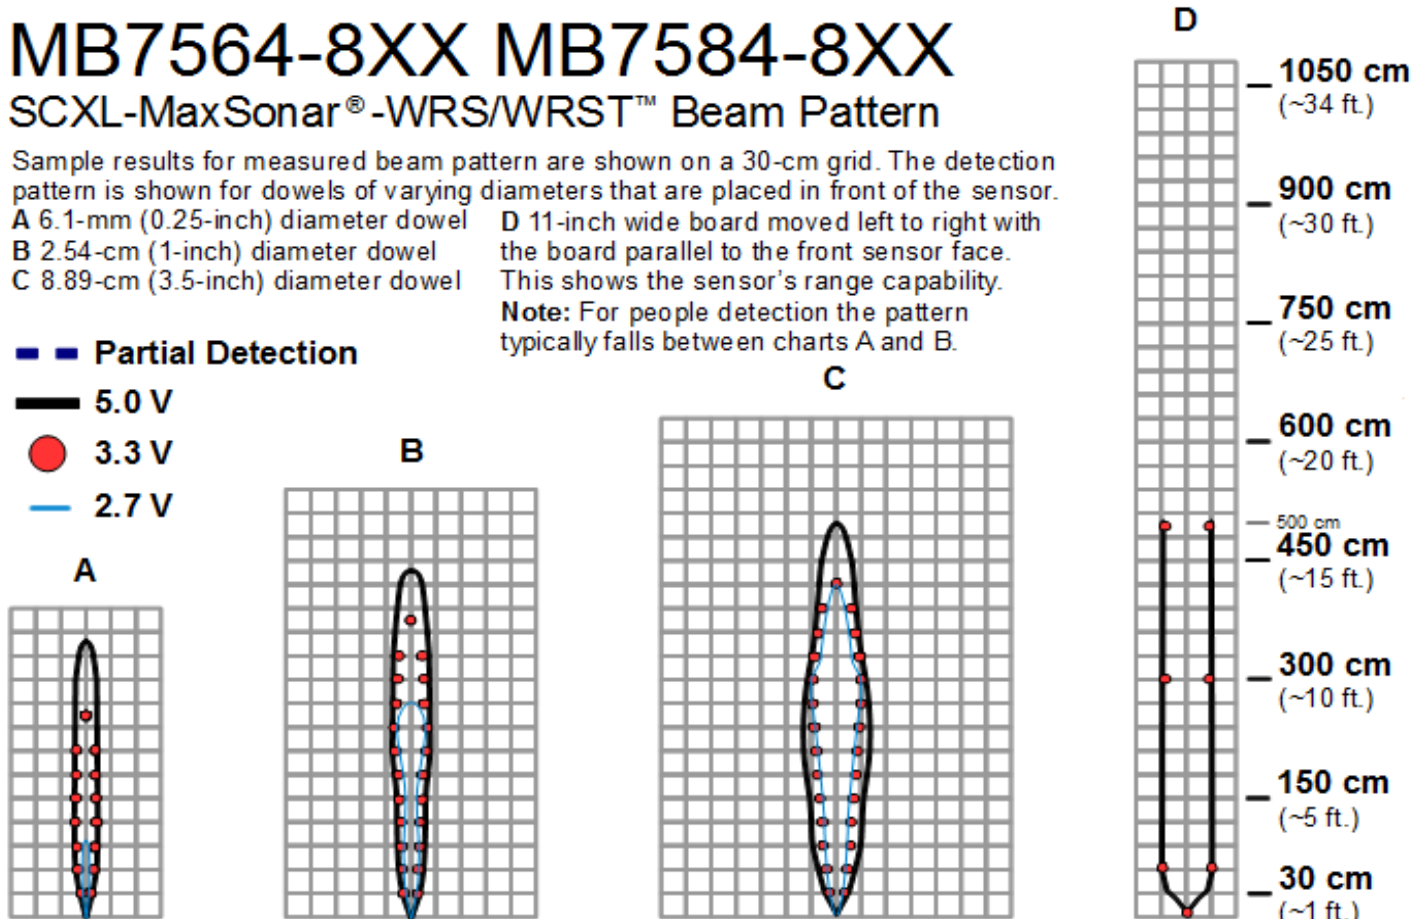 MB7564-8XX MB7584-8XX
SCXL-MaxSonar®-WRS/WRST™ Beam Pattern
Sample results for measured beam pattern are shown on a 30-cm grid. The detection
pattern is shown for dowels of varying diameters that are placed in front of the sensor.
A 6.1-mm (0.25-inch) diameter dowel
B 2.54-cm (1-inch) diameter dowel
C 8.89-cm (3.5-inch) diameter dowel
D 11-inch wide board moved left to right with
the board parallel to the front sensor face.
This shows the sensor's range capability.
Note: For people detection the pattern
typically falls between charts A and B.
Partial Detection
5.0 V
3.3 V
2.7 V
A
B
C
D
1050 cm
(~34 ft.)
900 cm
(~30 ft.)
750 cm
(~25 ft.)
600 cm
(~20 ft.)
500 cm
450 cm
(~15 ft.)
300 cm
(~10 ft.)
150 cm
(~5 ft.)
30 cm
(~1 ft.)